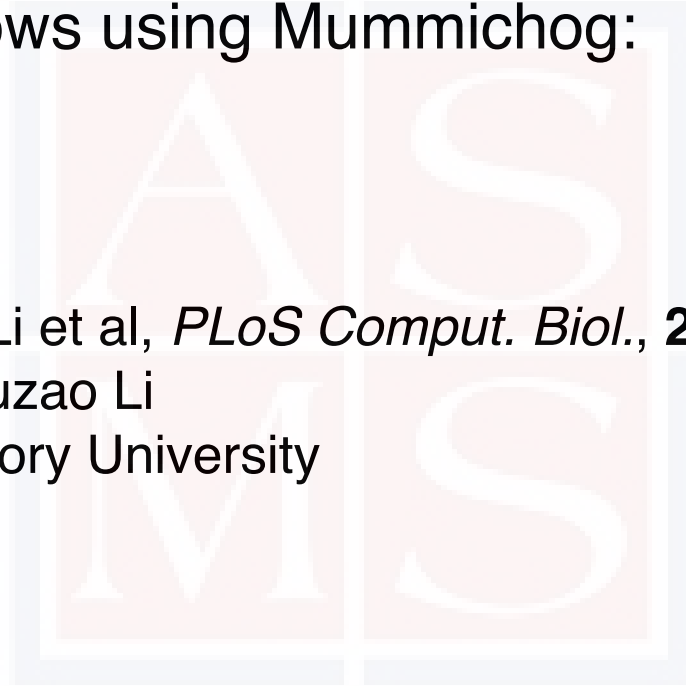 ows using Mummichog:
Li et al, PLoS Comput. Biol., 2
uzao Li
ory University
A S
M S